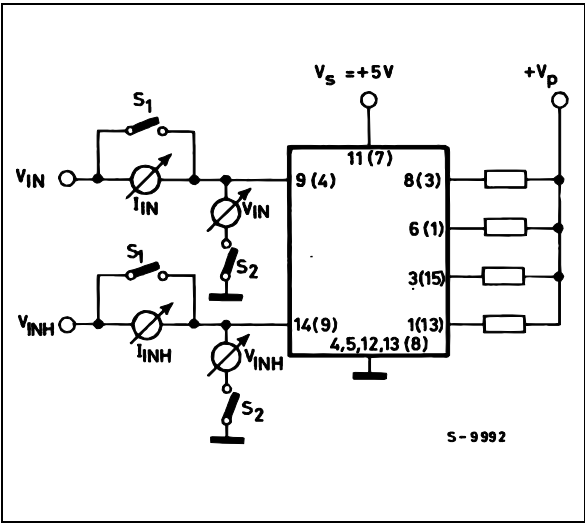 Vs =+5V
+Vp
S1
11(7)
VIN
IIN
9(4)
8(3)
VIN
6(1)
S2
S1
3(15)
VINH
IINH
14(9)
1(13)
VINH
4,5,12,13(8)
S2
S-9992